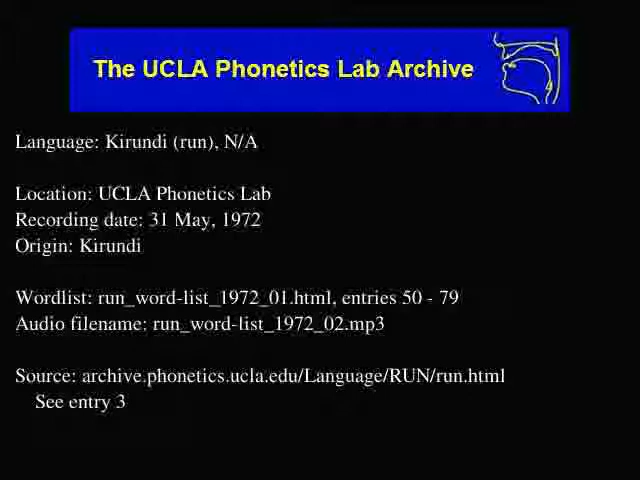 The UCLA Phonetics Lab Archive
Language: Kirundi (run), N/A
Location: UCLA Phonetics Lab
Recording date: 31 May, 1972
Origin: Kirundi
Wordlist: run_word-list_1972_01.html, entries 50 - 79
Audio filename: run_word-list_1972_02.mp3
Source: archive.phonetics.ucla.edu/Language/RUN/run.html
See entry 3